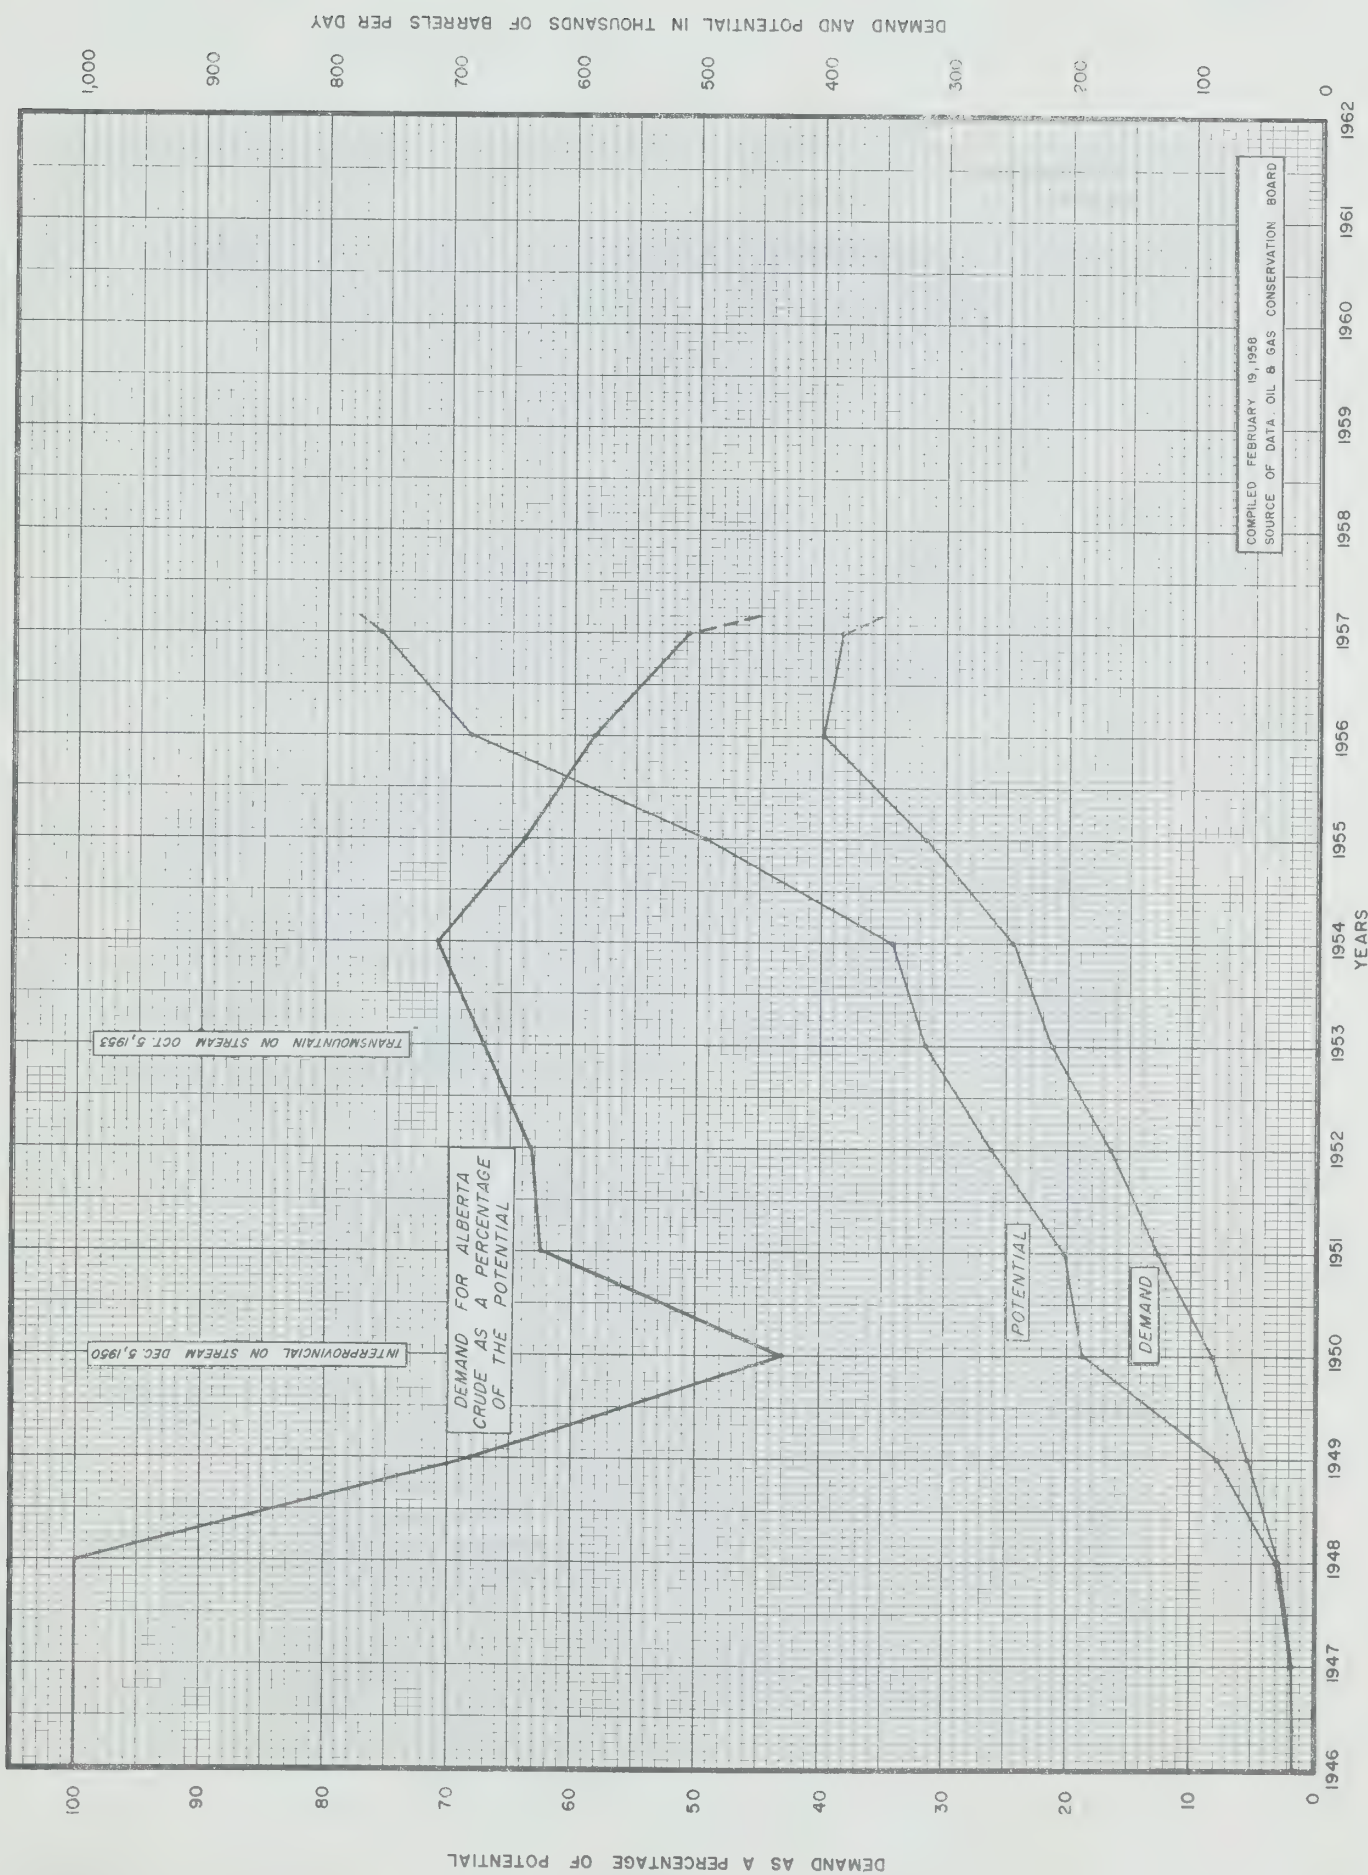 DEMAND AND POTENTIAL IN THOUSANDS OF BARRELS PER DAY
1,000
900
800
700
600
500
400
300
200
100
0
DEMAND AS A PERCENTAGE OF POTENTIAL
100
90
80
70
60
50
40
30
20
10
0
INTERPROVINCIAL ON STREAM DEC. 5, 1950
TRANSMOUNTAIN ON STREAM OCT. 5, 1953
DEMAND FOR ALBERTA
CRUDE AS A PERCENTAGE
OF THE POTENTIAL
POTENTIAL
DEMAND
COMPILED FEBRUARY 19, 1958
SOURCE OF DATA OIL & GAS CONSERVATION BOARD
1946 1947 1948 1949 1950 1951 1952 1953 1954 1955 1956 1957 1958 1959 1960 1961 1962
YEARS